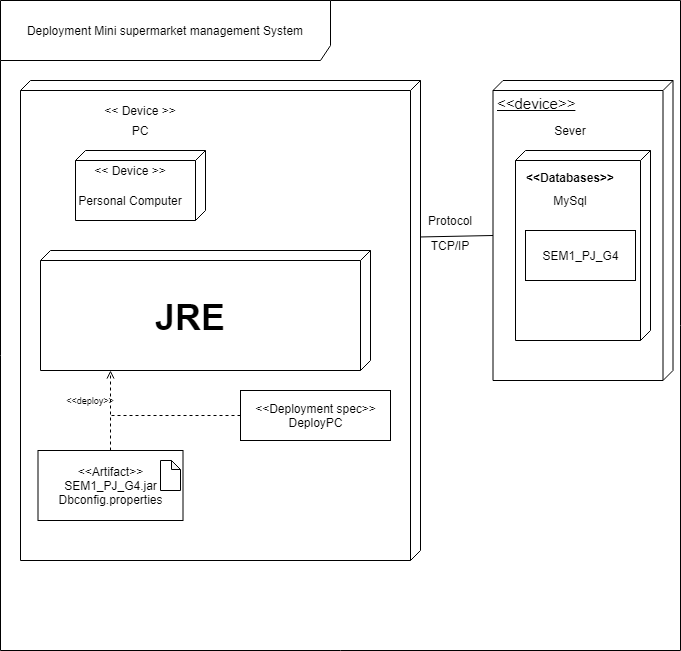 Deployment Mini supermarket management System
<< Device >>
PC
<< Device >>
Personal Computer
JRE
<<deploy>>
<<Deployment spec>>
DeployPC
<<Artifact>>
SEM1_PJ_G4.jar
Dbconfig.properties
Protocol
TCP/IP
<<device>>
Sever
<<Databases>>
MySql
SEM1_PJ_G4